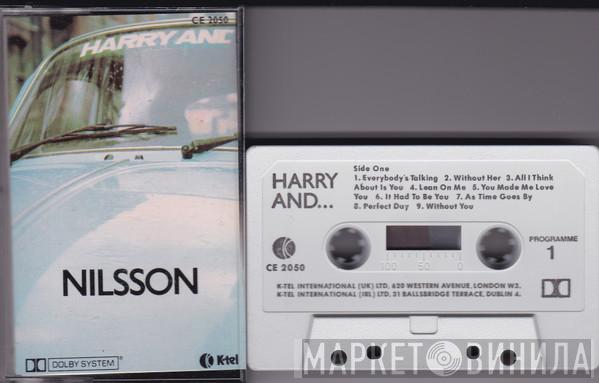 CE 2050
HARRY AND
NILSSON
DOLBY SYSTEM®
K-tel
HARRY
AND...
Side One
1. Everybody's Talking 2. Without Her 3. All I Think
About Is You 4. Lean On Me 5. You Made Me Love
You 6. It Had To Be You 7. As Time Goes By
8. Perfect Day 9. Without You
K
CE 2050
100 50 0
PROGRAMME
1
K-TEL INTERNATIONAL (UK) LTD, 620 WESTERN AVENUE, LONDON W3.
K-TEL INTERNATIONAL (IRL) LTD, 31 BALLSBRIDGE TERRACE, DUBLIN 4.
МАРКЕТ ВИНИЛА